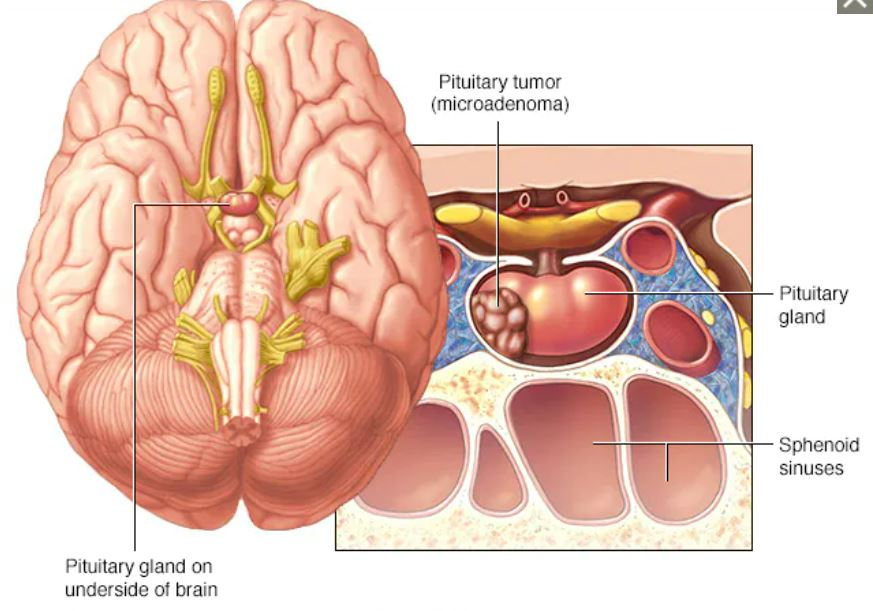 Pituitary tumor
(microadenoma)
Pituitary
gland
Sphenoid
sinuses
Pituitary gland on
underside of brain